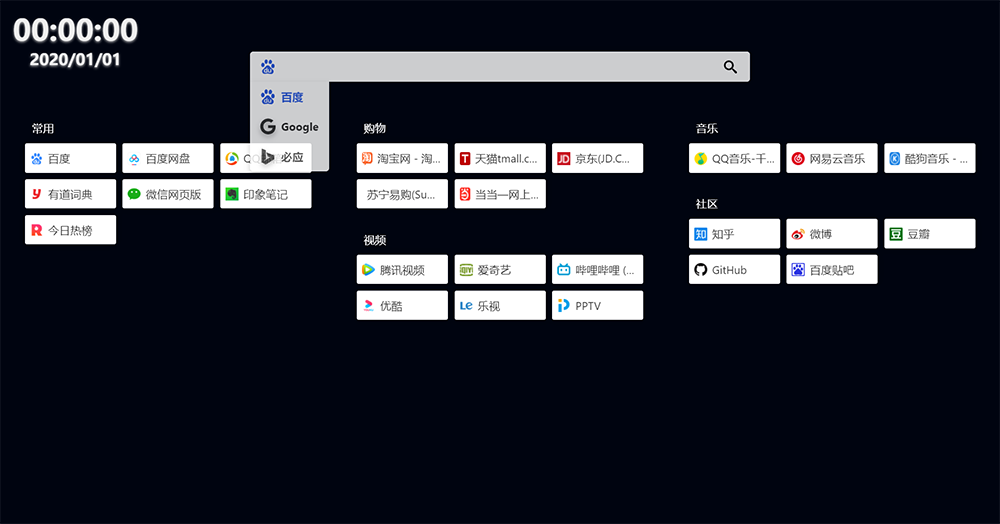 00:00:00
2020/01/01
百度
Google
必应
常用
百度
百度网盘
QQ
有道词典
微信网页版
印象笔记
今日热榜
购物
淘宝网 - 淘...
天猫tmall.c...
京东(JD.C...
苏宁易购(Su...
当当—网上...
视频
腾讯视频
爱奇艺
哔哩哔哩 (...
优酷
乐视
PPTV
音乐
QQ音乐-千...
网易云音乐
酷狗音乐 - ...
社区
知乎
微博
豆瓣
GitHub
百度贴吧